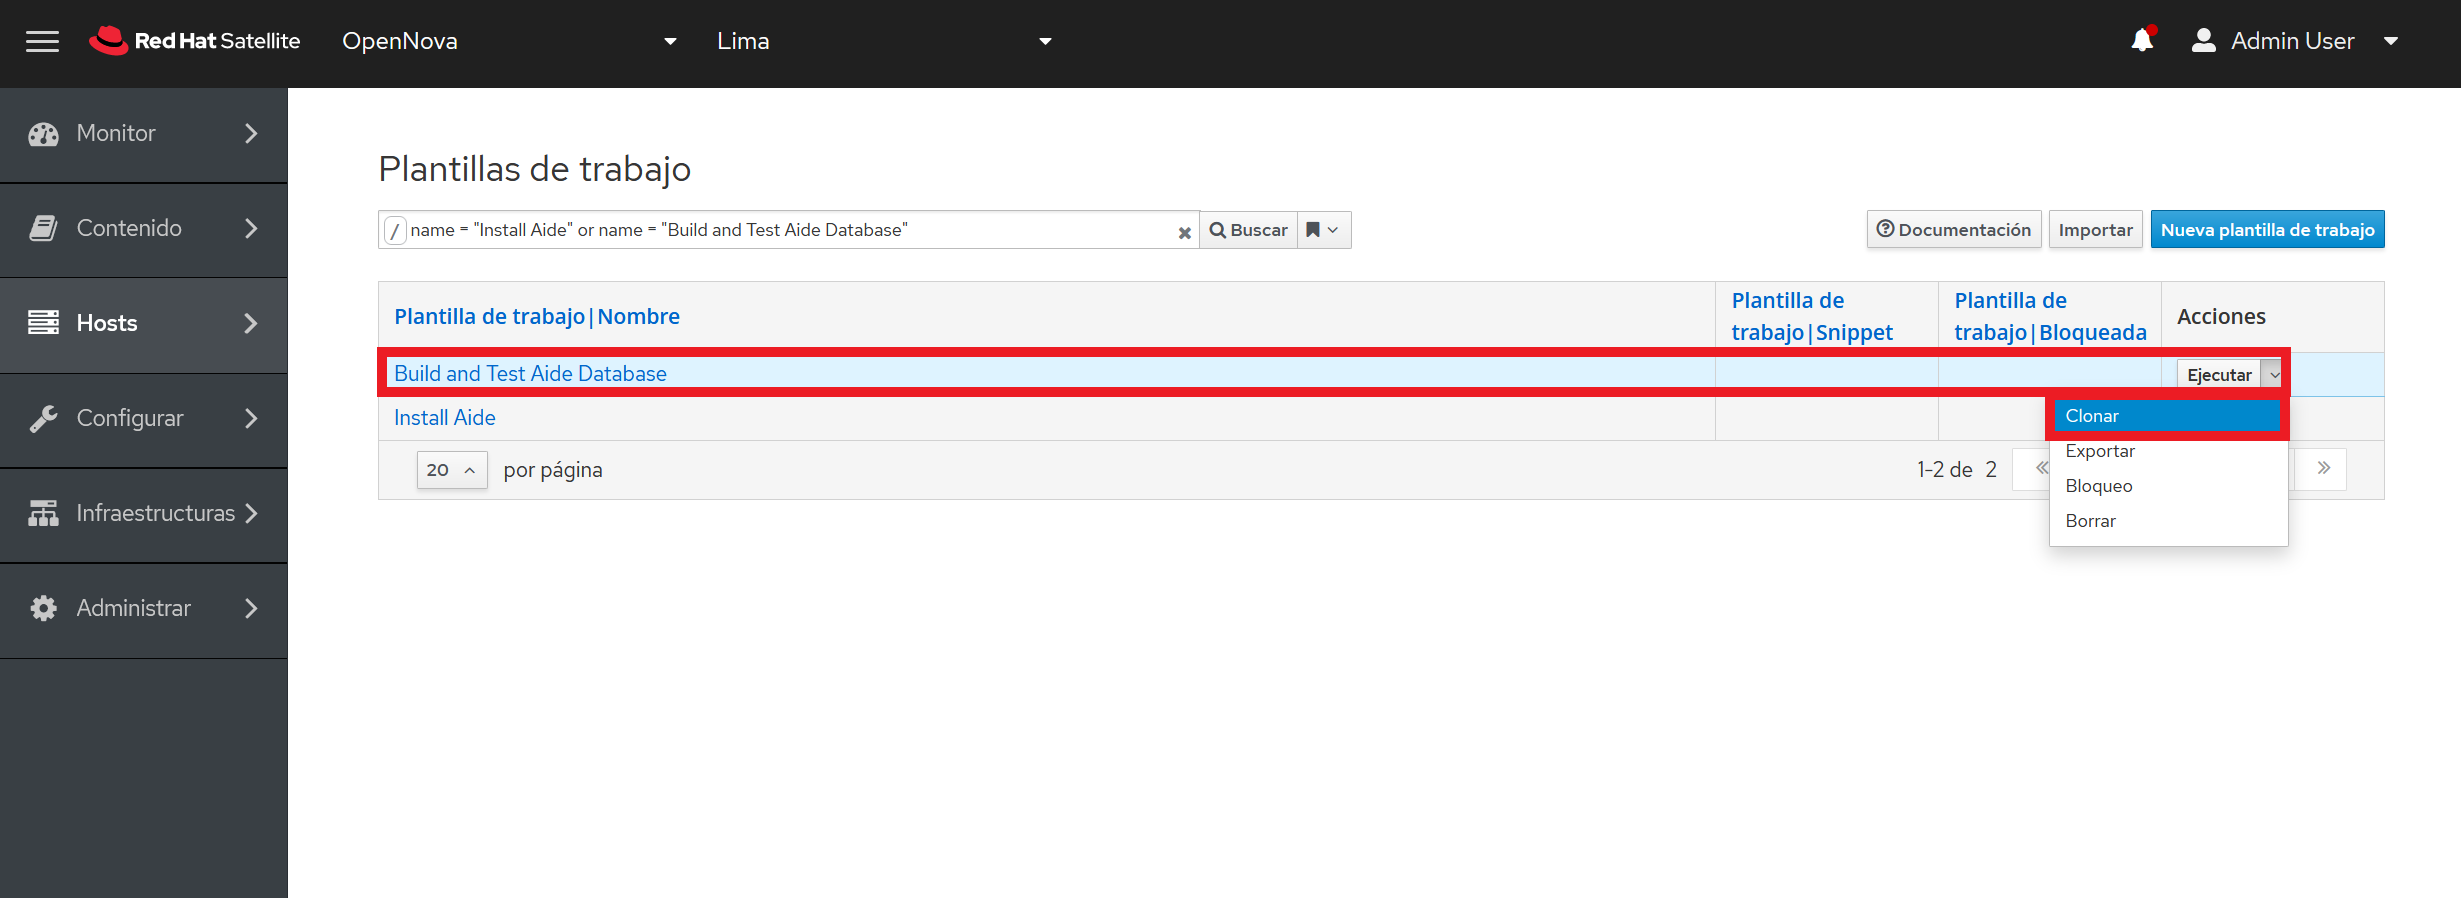 Red Hat Satellite OpenNova Lima Admin User
Monitor
Contenido
Hosts
Configurar
Infraestructuras
Administrar
Plantillas de trabajo
/ name = "Install Aide" or name = "Build and Test Aide Database" Buscar Documentación Importar Nueva plantilla de trabajo
Plantilla de trabajo|Nombre
Plantilla de
trabajo|Snippet
Plantilla de
trabajo|Bloqueada
Acciones
Build and Test Aide Database Ejecutar
Install Aide
Clonar
Exportar
Bloqueo
Borrar
20 por página 1-2 de 2 « »